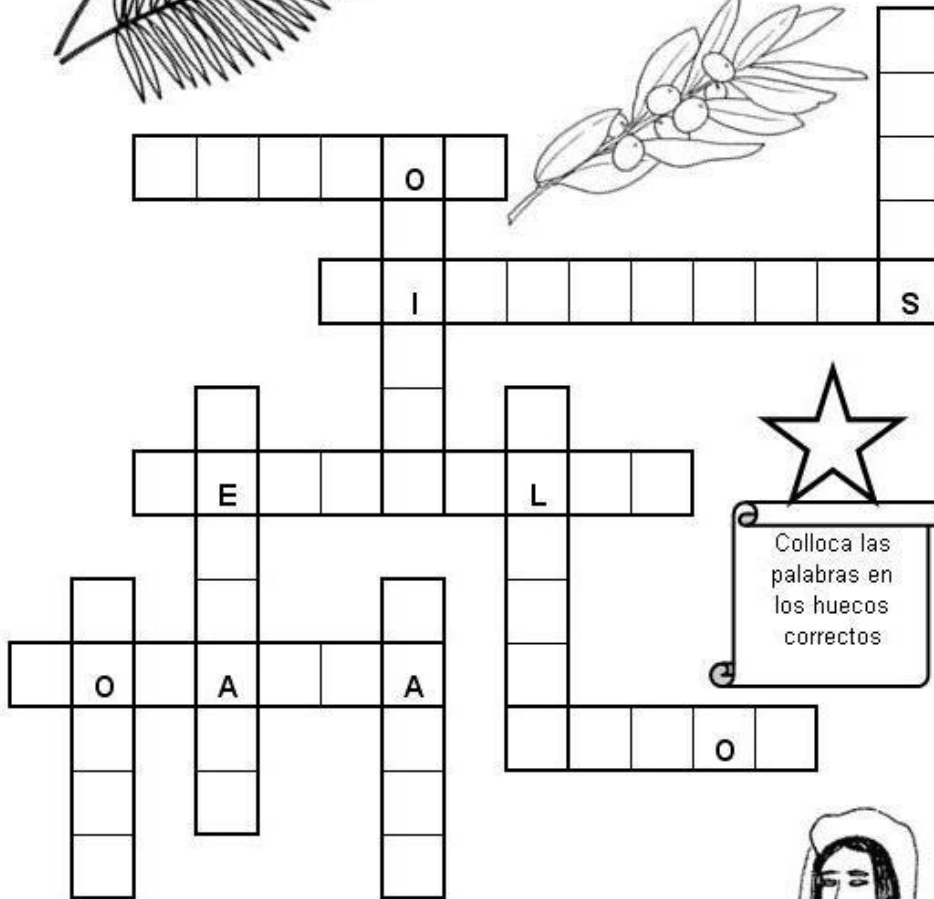 O
I S
E L
Colloca las
palabras en
los huecos
correctos
O A A
O